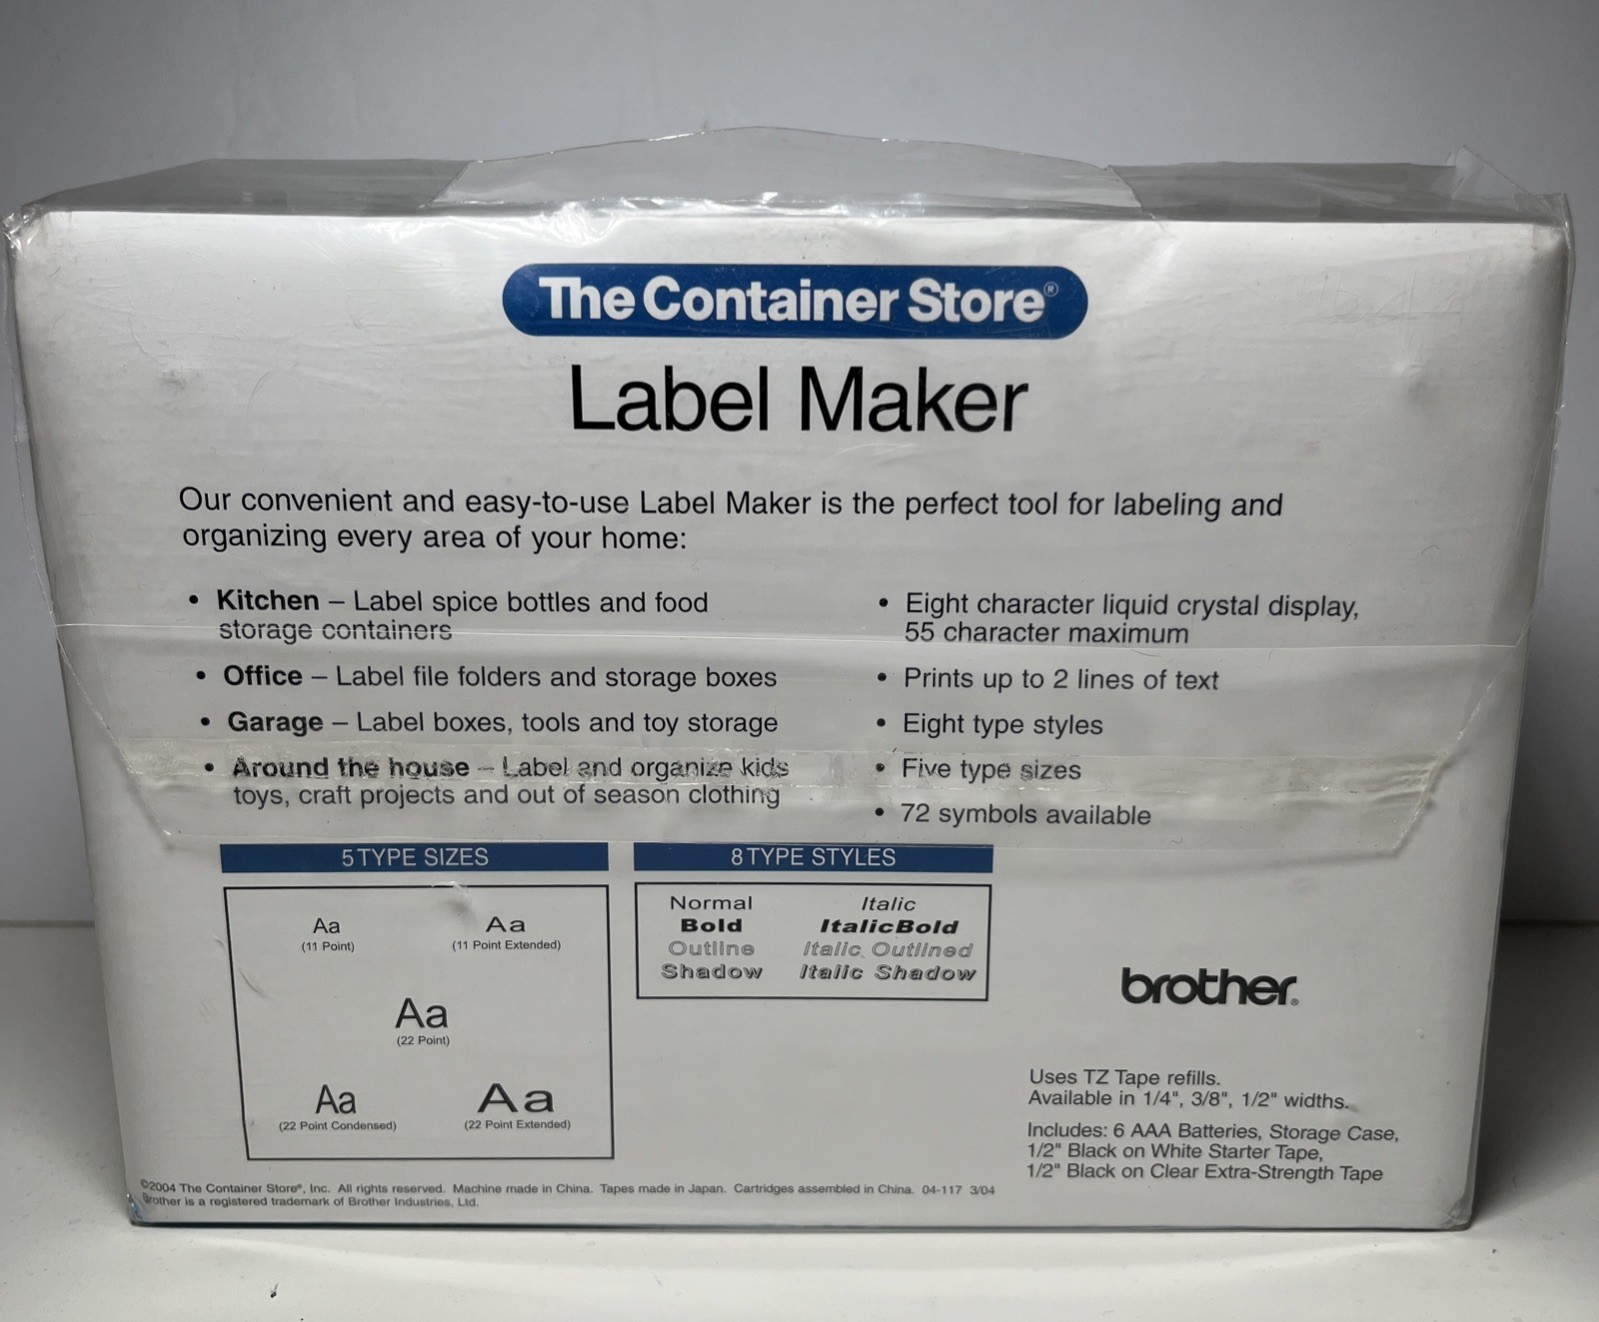 The Container Store®
Label Maker
Our convenient and easy-to-use Label Maker is the perfect tool for labeling and
organizing every area of your home:
• Kitchen – Label spice bottles and food
storage containers
• Office – Label file folders and storage boxes
• Garage – Label boxes, tools and toy storage
• Around the house – Label and organize kids
toys, craft projects and out of season clothing
• Eight character liquid crystal display,
55 character maximum
• Prints up to 2 lines of text
• Eight type styles
• Five type sizes
• 72 symbols available
5 TYPE SIZES
Aa
(11 Point)
Aa
(11 Point Extended)
Aa
(22 Point)
Aa
(22 Point Condensed)
Aa
(22 Point Extended)
8 TYPE STYLES
Normal
Bold
Outline
Shadow
Italic
ItalicBold
Italic Outlined
Italic Shadow
brother®
Uses TZ Tape refills.
Available in 1/4", 3/8", 1/2" widths.
Includes: 6 AAA Batteries, Storage Case,
1/2" Black on White Starter Tape,
1/2" Black on Clear Extra-Strength Tape
©2004 The Container Store®, Inc. All rights reserved. Machine made in China. Tapes made in Japan. Cartridges assembled in China. 04-117 3/04
Brother is a registered trademark of Brother Industries, Ltd.